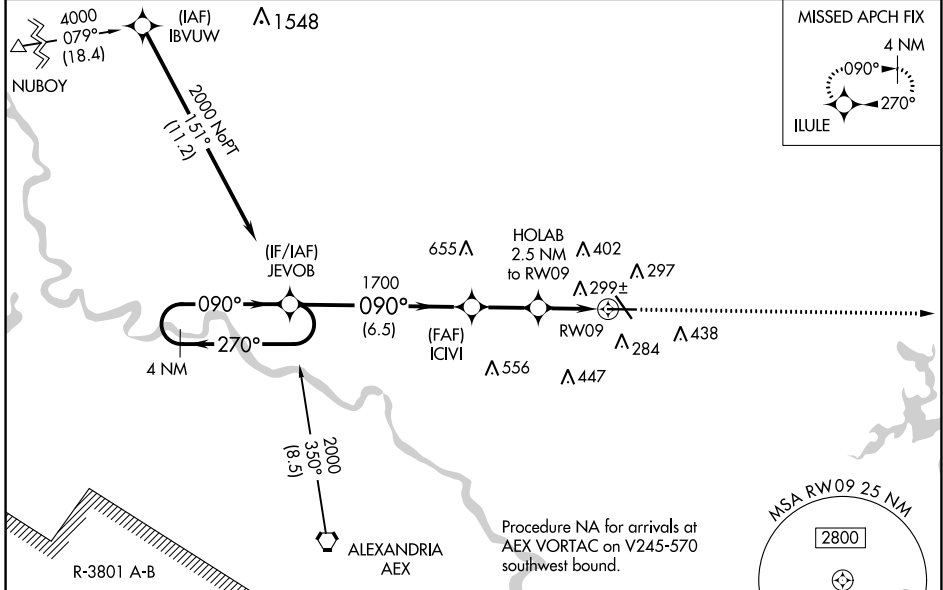 4000
079°
(18.4)
NUBOY
(IAF)
IBVUW
1548
2000 NoPT
151°
(11.2)
MISSED APCH FIX
4 NM
090°
270°
ILULE
(IF/IAF)
JEVOB
090°
270°
4 NM
1700
090°
(6.5)
655
(FAF)
ICIVI
HOLAB
2.5 NM
to RW09
402
299±
297
RW09
284
438
556
447
2000
350°
(8.5)
ALEXANDRIA
AEX
R-3801 A-B
Procedure NA for arrivals at
AEX VORTAC on V245-570
southwest bound.
MSA RW09 25 NM
2800